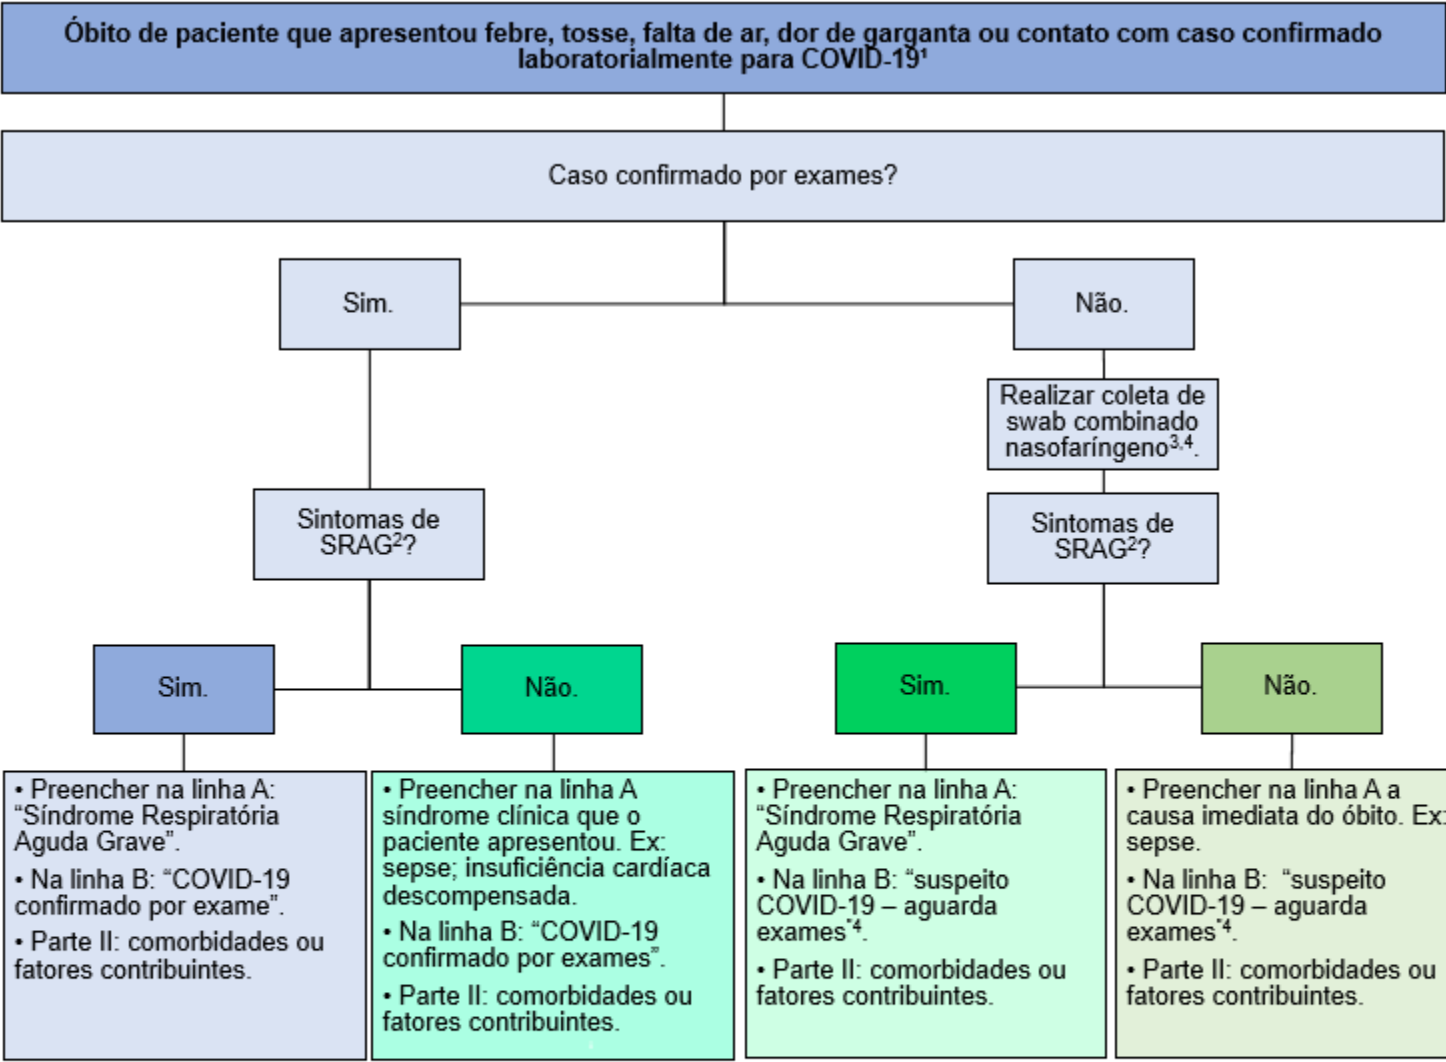 Óbito de paciente que apresentou febre, tosse, falta de ar, dor de garganta ou contato com caso confirmado
laboratorialmente para COVID-19¹
Caso confirmado por exames?
Sim.
Não.
Realizar coleta de
swab combinado
nasofaríngeno³,⁴.
Sintomas de
SRAG²?
Sintomas de
SRAG²?
Sim.
Não.
Sim.
Não.
• Preencher na linha A:
“Síndrome Respiratória
Aguda Grave”.
• Na linha B: “COVID-19
confirmado por exame”.
• Parte II: comorbidades ou
fatores contribuintes.
• Preencher na linha A
síndrome clínica que o
paciente apresentou. Ex:
sepse; insuficiência cardíaca
descompensada.
• Na linha B: “COVID-19
confirmado por exames”.
• Parte II: comorbidades ou
fatores contribuintes.
• Preencher na linha A:
“Síndrome Respiratória
Aguda Grave”.
• Na linha B: “suspeito
COVID-19 – aguarda
exames”⁴.
• Parte II: comorbidades ou
fatores contribuintes.
• Preencher na linha A a
causa imediata do óbito. Ex:
sepse.
• Na linha B: “suspeito
COVID-19 – aguarda
exames”⁴.
• Parte II: comorbidades ou
fatores contribuintes.